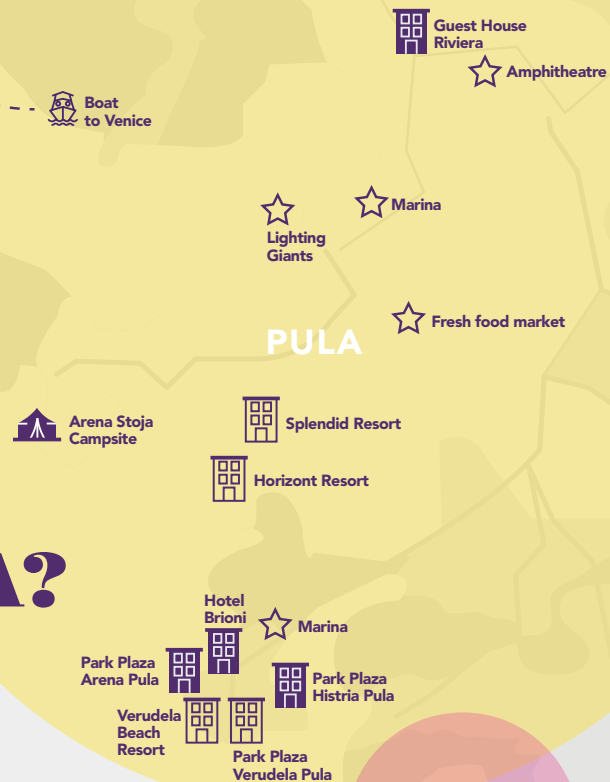 Guest House
Riviera
Amphitheatre
Boat
to Venice
Marina
Lighting
Giants
Fresh food market
PULA
Arena Stoja
Campsite
Splendid Resort
Horizont Resort
A?
Hotel
Brioni
Marina
Park Plaza
Arena Pula
Park Plaza
Histria Pula
Verudela
Beach
Resort
Park Plaza
Verudela Pula